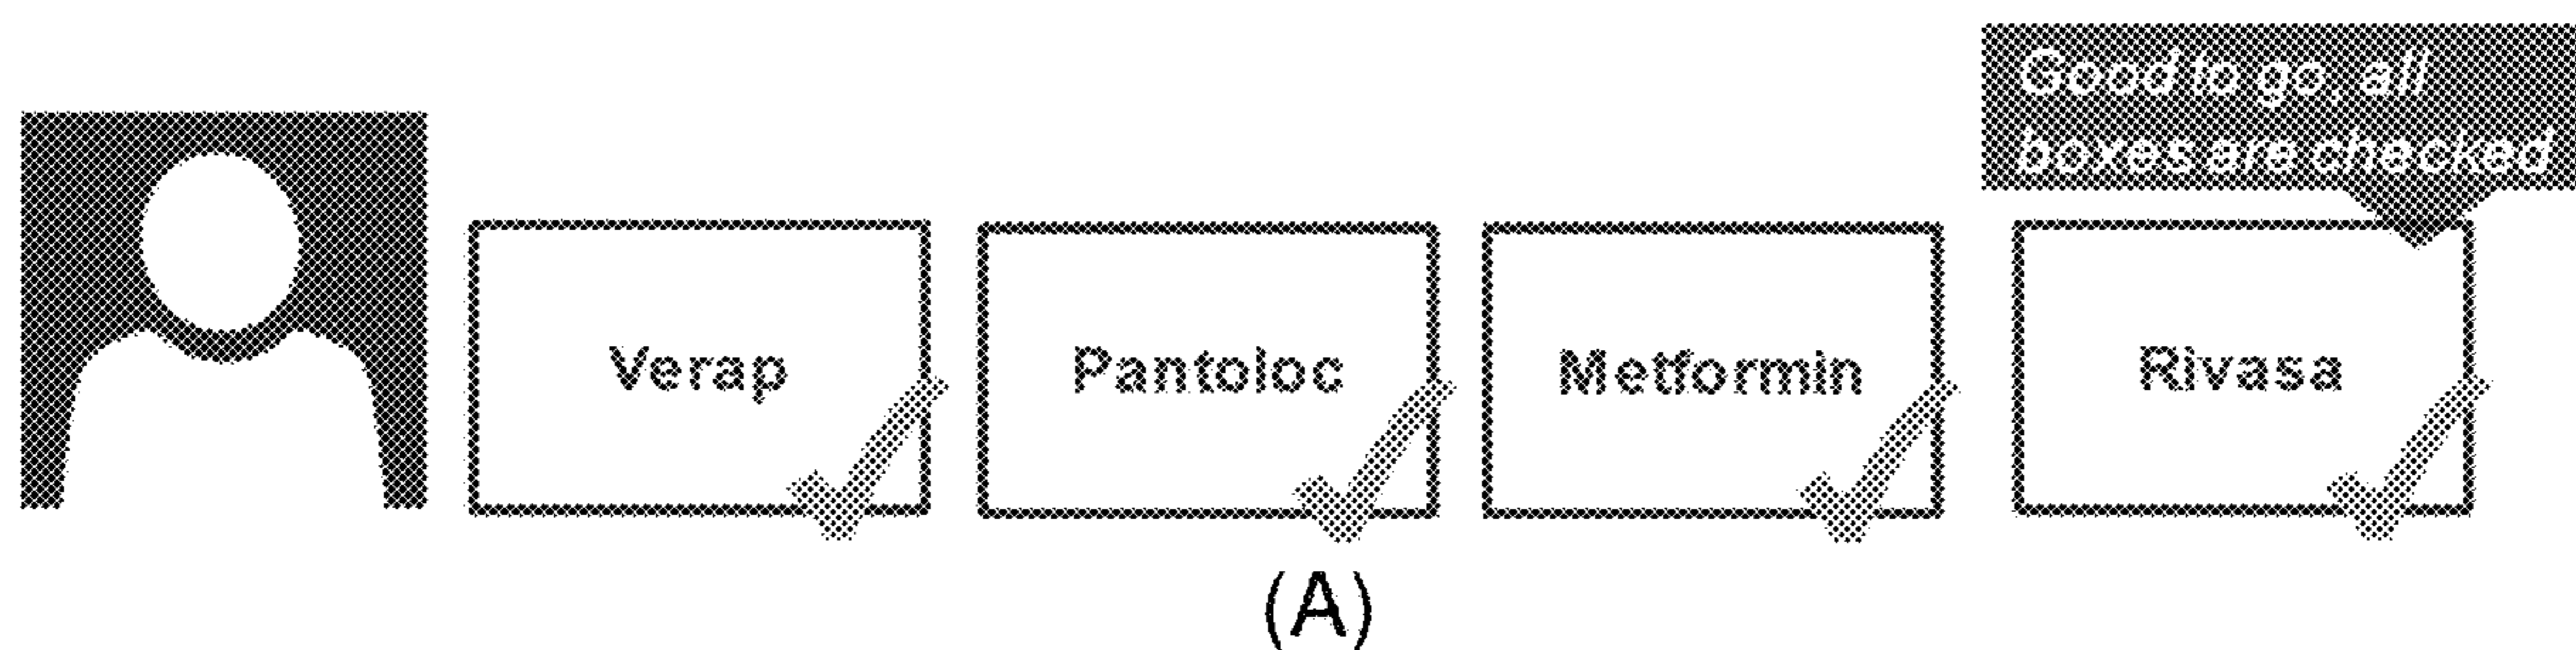 Good to go, all
boxes are checked
Verap
Pantoloc
Metformin
Rivasa
(A)